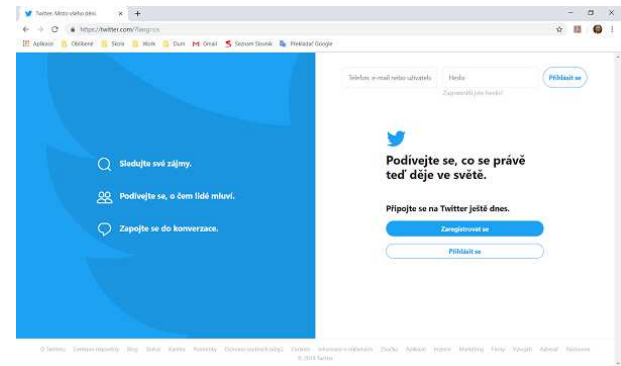 Twitter. Místo všeho dění.
https://twitter.com/?lang=cs
Aplikace Oblíbené Škola Work Dum Gmail Seznam Slovník Překladač Google
Telefon, e-mail nebo uživatels
Heslo
Přihlásit se
Zapomněli jste heslo?
Sledujte své zájmy.
Podívejte se, o čem lidé mluví.
Zapojte se do konverzace.
Podívejte se, co se právě
teď děje ve světě.
Připojte se na Twitter ještě dnes.
Zaregistrovat se
Přihlásit se
O Twitteru Centrum nápovědy Blog Status Kariéra Podmínky Ochrana osobních údajů Cookies Informace o reklamách Značky Aplikace Inzerce Marketing Firmy Vývojáři Adresář Nastavení
© 2018 Twitter